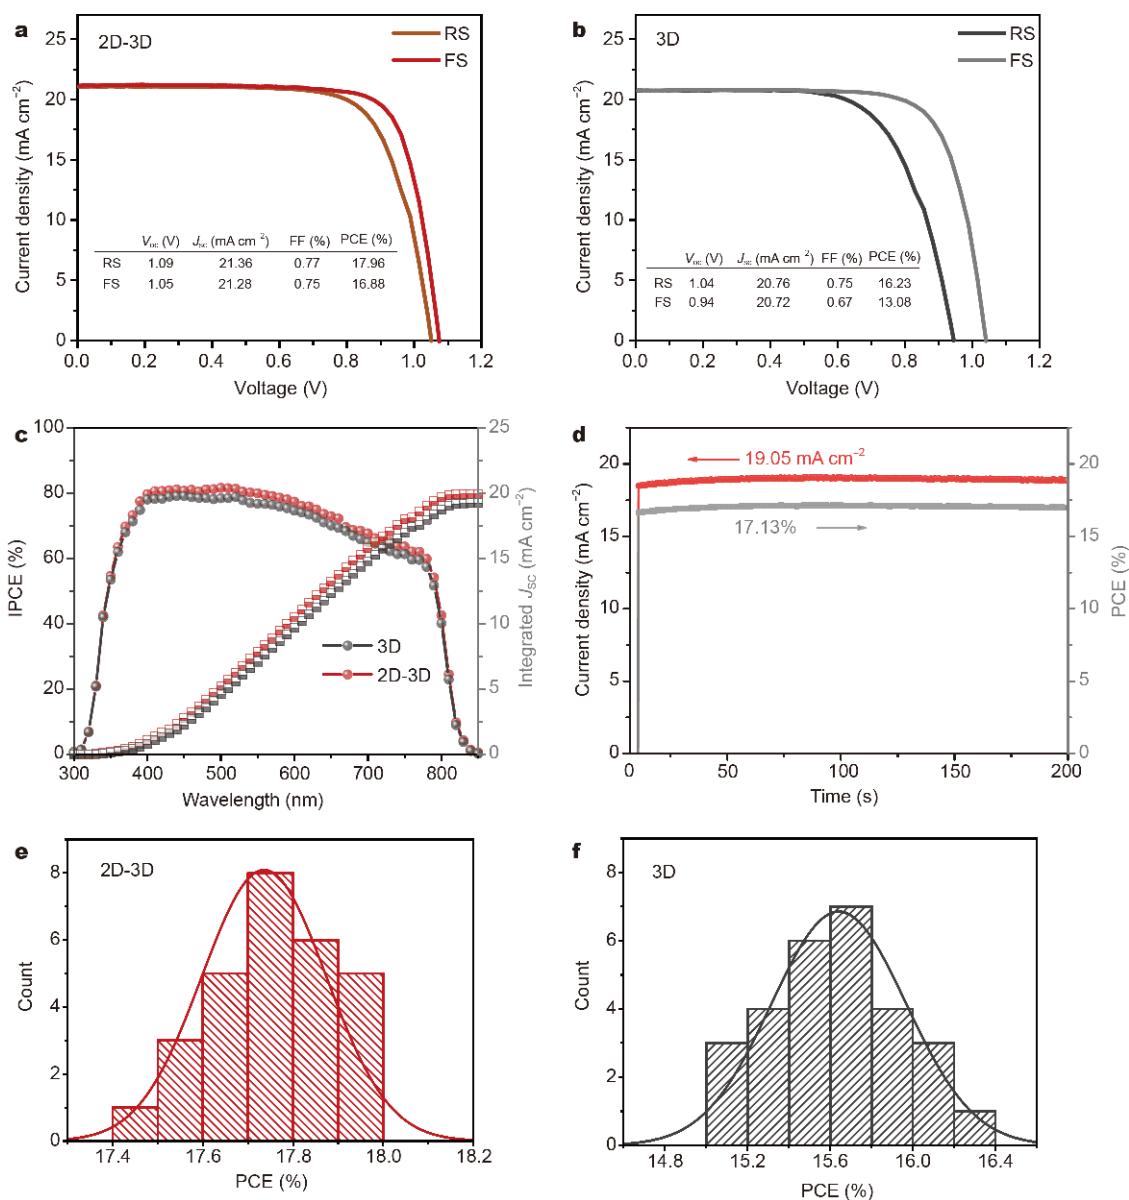 a
2D-3D
RS
FS
25
20
15
10
5
0
Current density (mA cm⁻²)
Vₒc (V) Jsc (mA cm⁻²) FF (%) PCE (%)
RS 1.09 21.36 0.77 17.96
FS 1.05 21.28 0.75 16.88
0.0 0.2 0.4 0.6 0.8 1.0 1.2
Voltage (V)
b
3D
RS
FS
25
20
15
10
5
0
Current density (mA cm⁻²)
Vₒc (V) Jsc (mA cm⁻²) FF (%) PCE (%)
RS 1.04 20.76 0.75 16.23
FS 0.94 20.72 0.67 13.08
0.0 0.2 0.4 0.6 0.8 1.0 1.2
Voltage (V)
c
100
80
60
40
20
0
IPCE (%)
25
20
15
10
5
0
Integrated JSC (mA cm⁻²)
3D
2D-3D
300 400 500 600 700 800
Wavelength (nm)
d
20
15
10
5
0
Current density (mA cm⁻²)
19.05 mA cm⁻²
17.13%
20
15
10
5
0
PCE (%)
0 50 100 150 200
Time (s)
e
2D-3D
8
6
4
2
0
Count
17.4 17.6 17.8 18.0 18.2
PCE (%)
f
3D
8
6
4
2
0
Count
14.8 15.2 15.6 16.0 16.4
PCE (%)